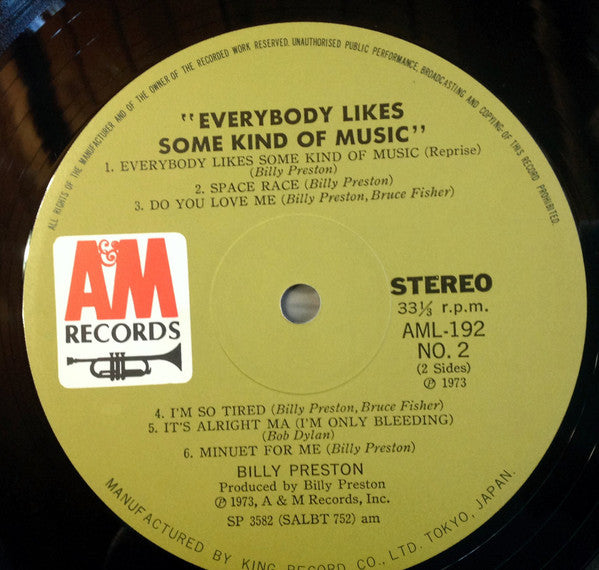 ALL RIGHTS OF THE MANUFACTURER AND OF THE OWNER OF THE RECORDED WORK RESERVED. UNAUTHORISED PUBLIC PERFORMANCE, BROADCASTING AND COPYING OF THIS RECORD PROHIBITED.
"EVERYBODY LIKES
SOME KIND OF MUSIC"
1. EVERYBODY LIKES SOME KIND OF MUSIC (Reprise)
(Billy Preston)
2. SPACE RACE (Billy Preston)
3. DO YOU LOVE ME (Billy Preston, Bruce Fisher)
A&M
RECORDS
STEREO
33⅓ r.p.m.
AML-192
NO. 2
(2 Sides)
Ⓟ 1973
4. I'M SO TIRED (Billy Preston, Bruce Fisher)
5. IT'S ALRIGHT MA (I'M ONLY BLEEDING)
(Bob Dylan)
6. MINUET FOR ME (Billy Preston)
BILLY PRESTON
Produced by Billy Preston
Ⓟ 1973, A & M Records, Inc.
SP 3582 (SALBT 752) am
MANUFACTURED BY KING RECORD CO., LTD. TOKYO, JAPAN.